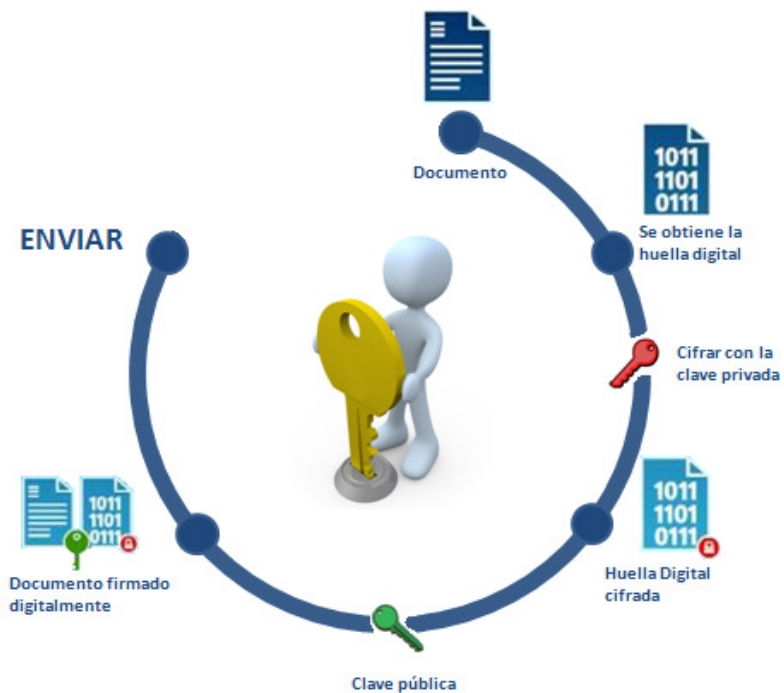 Documento
1011
1101
0111
Se obtiene la
huella digital
Cifrar con la
clave privada
1011
1101
0111
Huella Digital
cifrada
Clave pública
1011
1101
0111
Documento firmado
digitalmente
ENVIAR